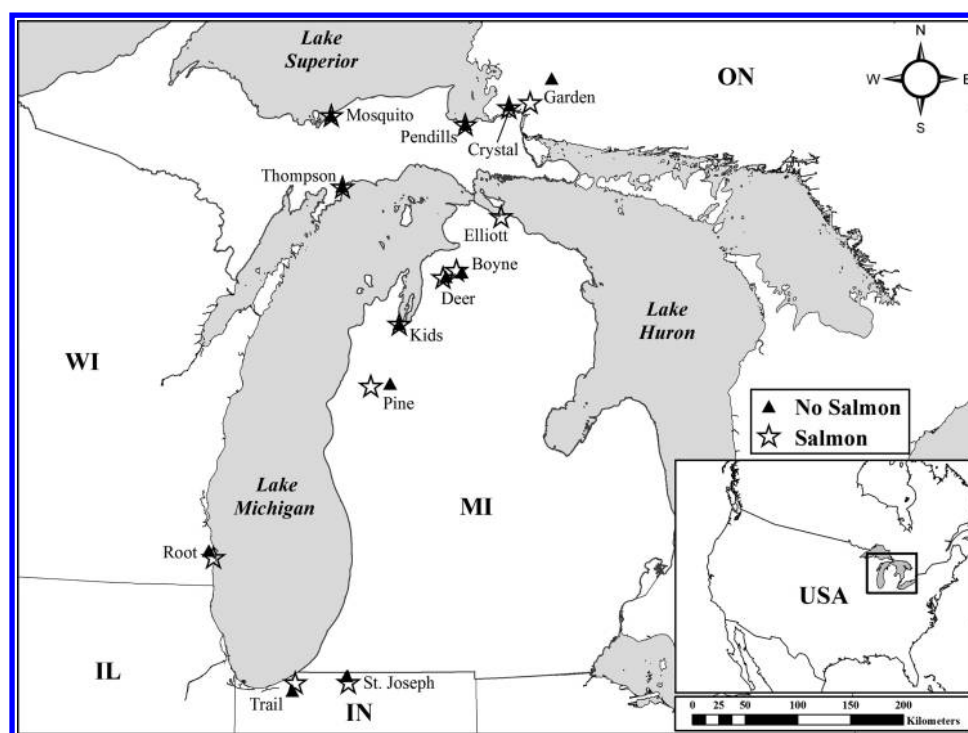 Lake
Superior
ON
N
W
E
S
Garden
Mosquito
Pendills
Crystal
Thompson
Elliott
Boyne
Deer
Lake
Huron
Kids
WI
Pine
No Salmon
Salmon
Lake
Michigan
MI
Root
USA
IL
St. Joseph
Trail
IN
0 25 50 100 150 200
Kilometers